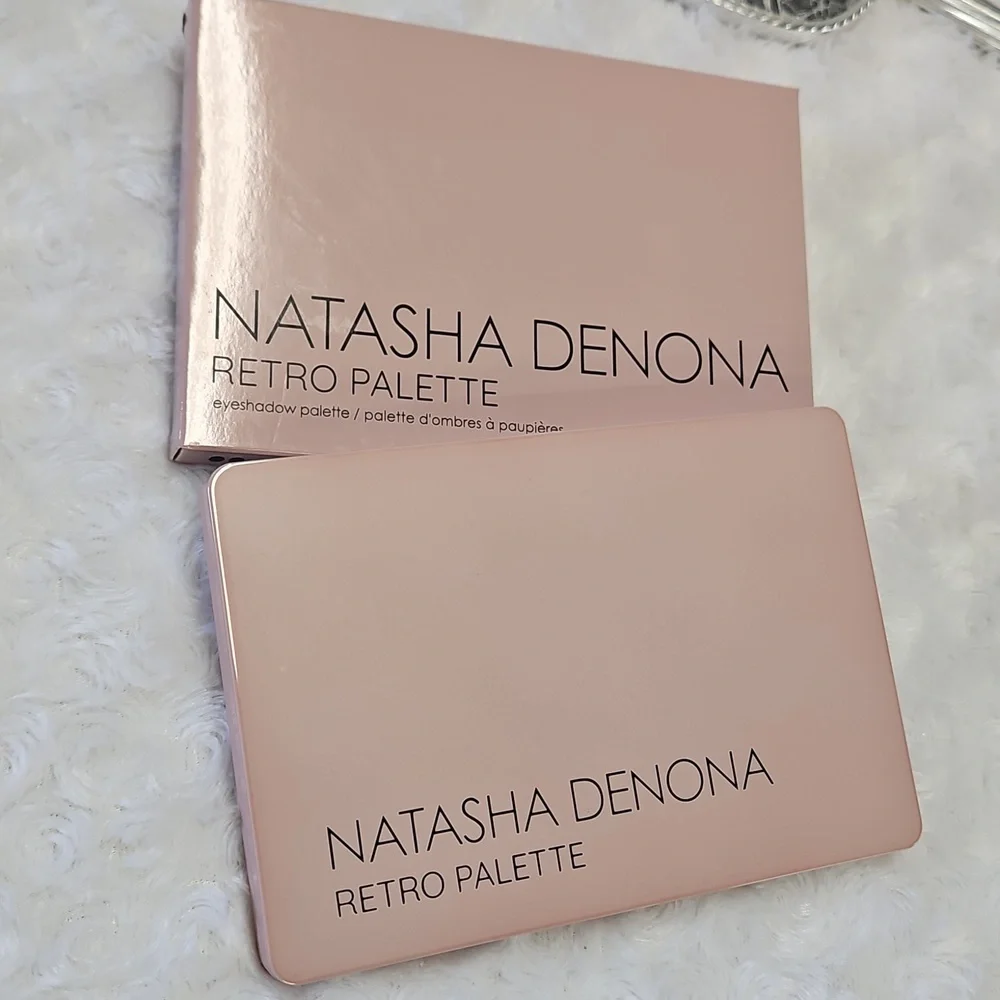 NATASHA DENONA
RETRO PALETTE
eyeshadow palette / palette d'ombres à paupières
NATASHA DENONA
RETRO PALETTE